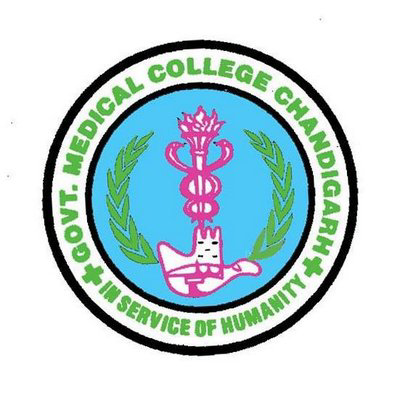 GOVT. MEDICAL COLLEGE CHANDIGARH
IN SERVICE OF HUMANITY